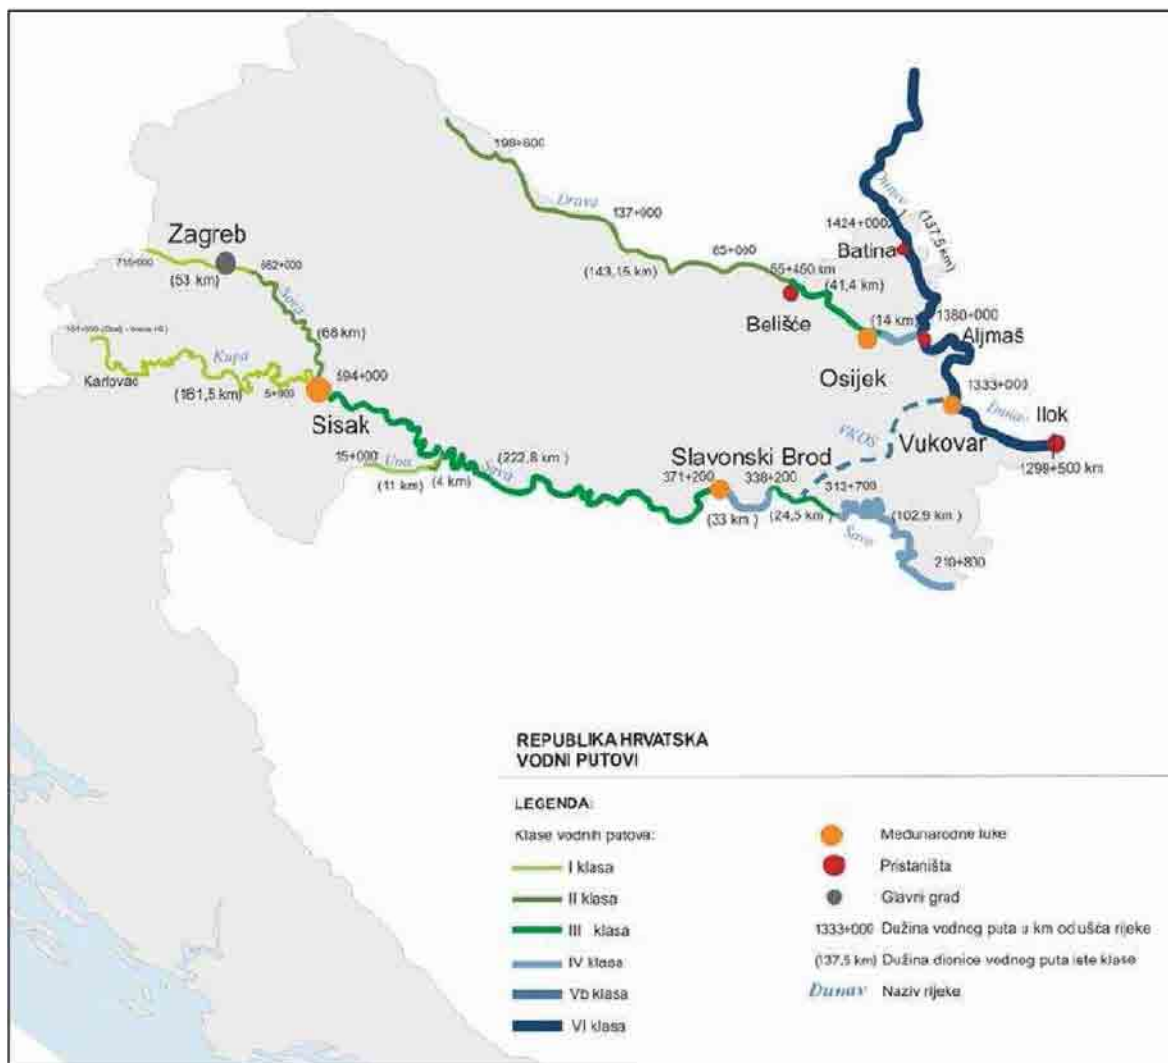 198+600
Drava
137+000
(143,15 km)
65+000
55+450 km
(41,4 km)
Belišće
(14 km)
Osijek
Dunav
(137,5 km)
1424+000
Batina
1380+000
Aljmaš
1333+000
Ilok
Vukovar
1299+500 km
Zagreb
(53 km)
662+000
Sava
(68 km)
Karlovac
Kupa
(161,5 km)
5+900
594+000
Sisak
15+000
Una
(11 km)
(4 km)
Sava
(222,8 km )
Slavonski Brod
371+200
338+200
313+700
(33 km )
(24,5 km )
(102,9 km )
Sava
210+800
REPUBLIKA HRVATSKA
VODNI PUTOVI
LEGENDA:
Klase vodnih putova:
I klasa
II klasa
III klasa
IV klasa
Vb klasa
VI klasa
Međunarodne luke
Pristaništa
Glavni grad
1333+000 Dužina vodnog puta u km od ušća rijeke
(137,5 km) Dužina dionice vodnog puta iste klase
Dunav Naziv rijeke